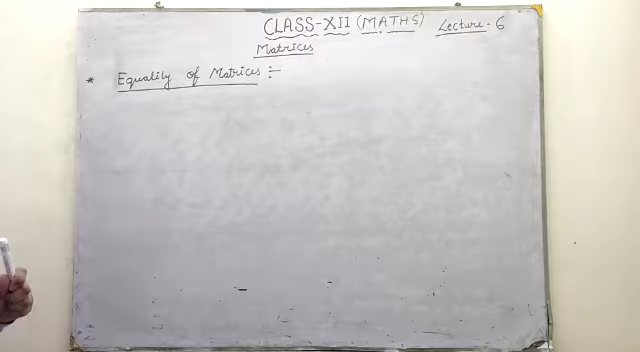 CLASS-XII (MATHS) Lecture-6
Matrices
* Equality of Matrices :-